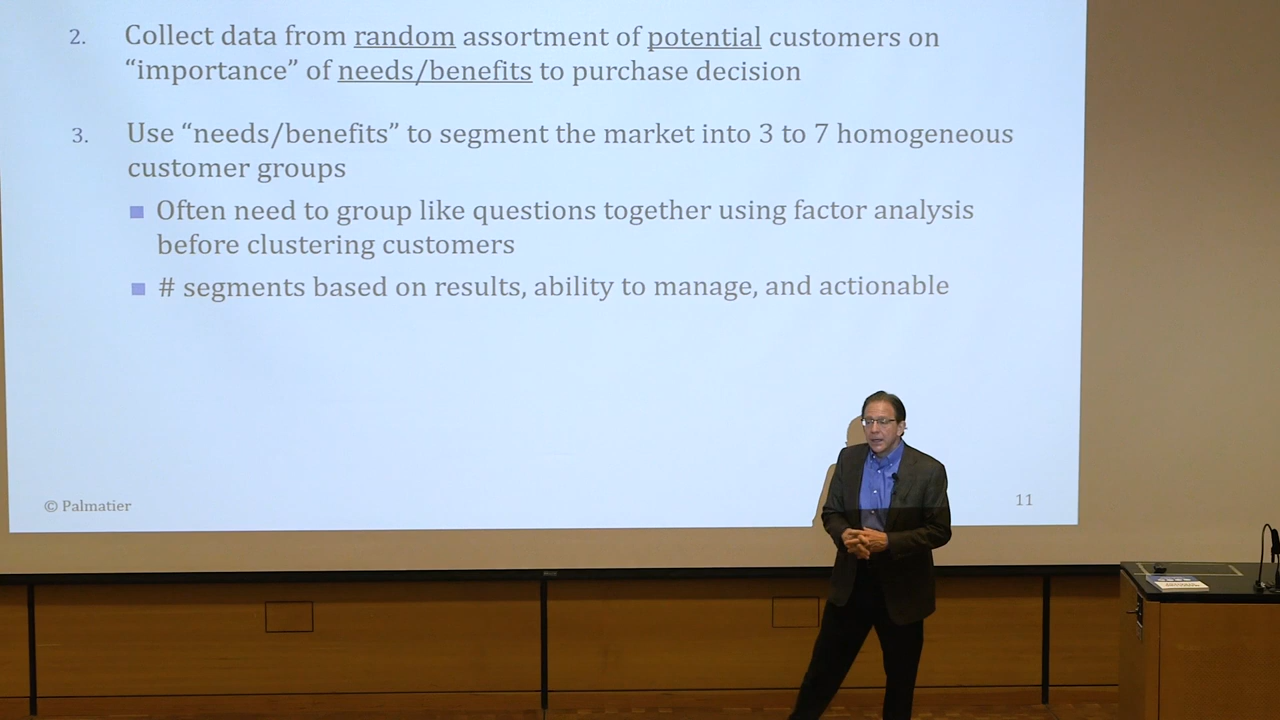 2. Collect data from random assortment of potential customers on
“importance” of needs/benefits to purchase decision
3. Use “needs/benefits” to segment the market into 3 to 7 homogeneous
customer groups
■ Often need to group like questions together using factor analysis
before clustering customers
■ # segments based on results, ability to manage, and actionable
© Palmatier
11